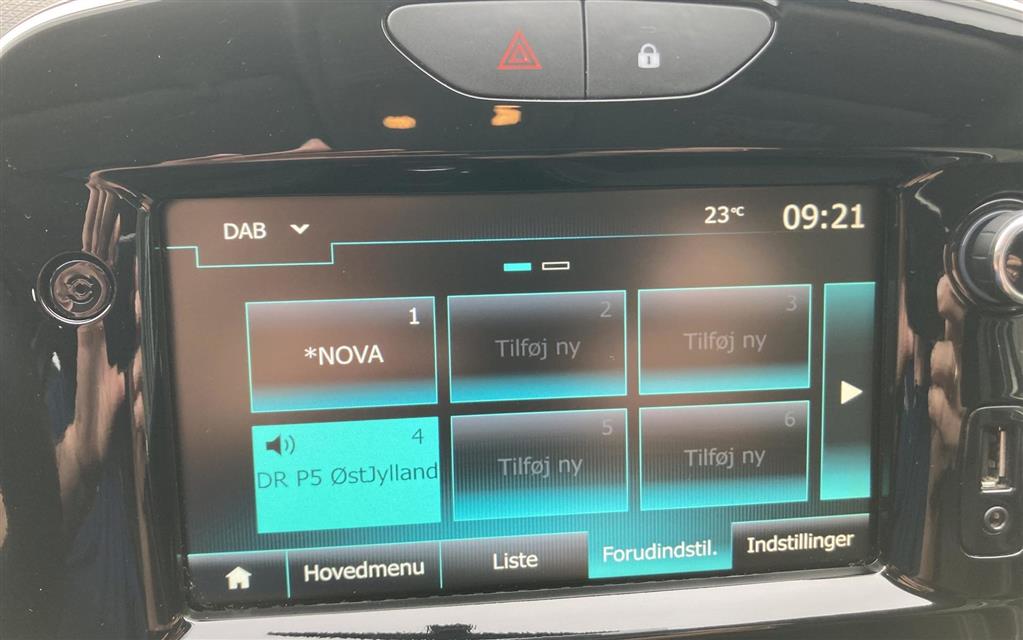 DAB
23°C
09:21
1
*NOVA
2
Tilføj ny
3
Tilføj ny
4
DR P5 ØstJylland
5
Tilføj ny
6
Tilføj ny
Hovedmenu
Liste
Forudindstil.
Indstillinger